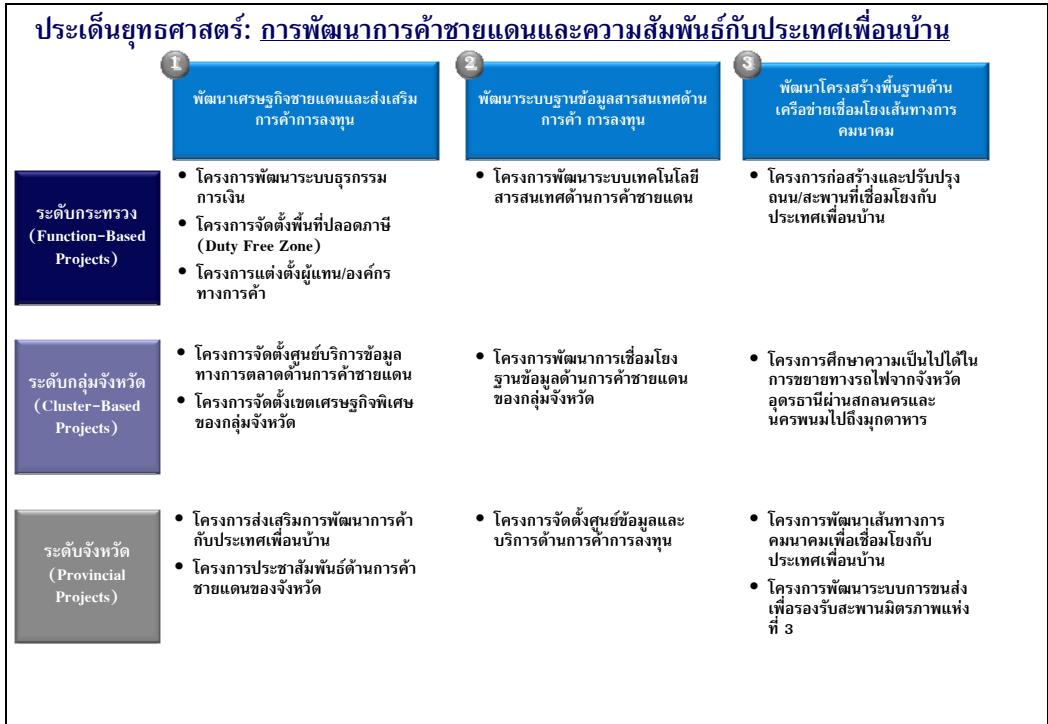 ประเด็นยุทธศาสตร์: การพัฒนาการค้าชายแดนและความสัมพันธ์กับประเทศเพื่อนบ้าน
1
พัฒนาเศรษฐกิจชายแดนและส่งเสริม
การค้าการลงทุน
2
พัฒนาระบบฐานข้อมูลสารสนเทศด้าน
การค้า การลงทุน
3
พัฒนาโครงสร้างพื้นฐานด้าน
เครือข่ายเชื่อมโยงเส้นทางการ
คมนาคม
ระดับกระทรวง
(Function-Based
Projects)
• โครงการพัฒนาระบบธุรกรรม
การเงิน
• โครงการจัดตั้งพื้นที่ปลอดภาษี
(Duty Free Zone)
• โครงการแต่งตั้งผู้แทน/องค์กร
ทางการค้า
• โครงการพัฒนาระบบเทคโนโลยี
สารสนเทศด้านการค้าชายแดน
• โครงการก่อสร้างและปรับปรุง
ถนน/สะพานที่เชื่อมโยงกับ
ประเทศเพื่อนบ้าน
ระดับกลุ่มจังหวัด
(Cluster-Based
Projects)
• โครงการจัดตั้งศูนย์บริการข้อมูล
ทางการตลาดด้านการค้าชายแดน
• โครงการจัดตั้งเขตเศรษฐกิจพิเศษ
ของกลุ่มจังหวัด
• โครงการพัฒนาการเชื่อมโยง
ฐานข้อมูลด้านการค้าชายแดน
ของกลุ่มจังหวัด
• โครงการศึกษาความเป็นไปได้ใน
การขยายทางรถไฟจากจังหวัด
อุดรธานีผ่านสกลนครและ
นครพนมไปถึงมุกดาหาร
ระดับจังหวัด
(Provincial
Projects)
• โครงการส่งเสริมการพัฒนาการค้า
กับประเทศเพื่อนบ้าน
• โครงการประชาสัมพันธ์ด้านการค้า
ชายแดนของจังหวัด
• โครงการจัดตั้งศูนย์ข้อมูลและ
บริการด้านการค้าการลงทุน
• โครงการพัฒนาเส้นทางการ
คมนาคมเพื่อเชื่อมโยงกับ
ประเทศเพื่อนบ้าน
• โครงการพัฒนาระบบการขนส่ง
เพื่อรองรับสะพานมิตรภาพแห่ง
ที่ 3